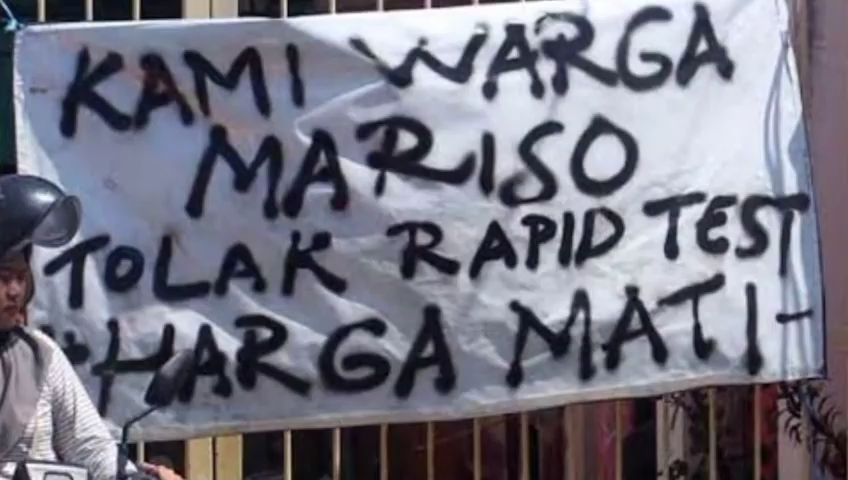 KAMI WARGA
MARISO
TOLAK RAPID TEST
#HARGA MATI-